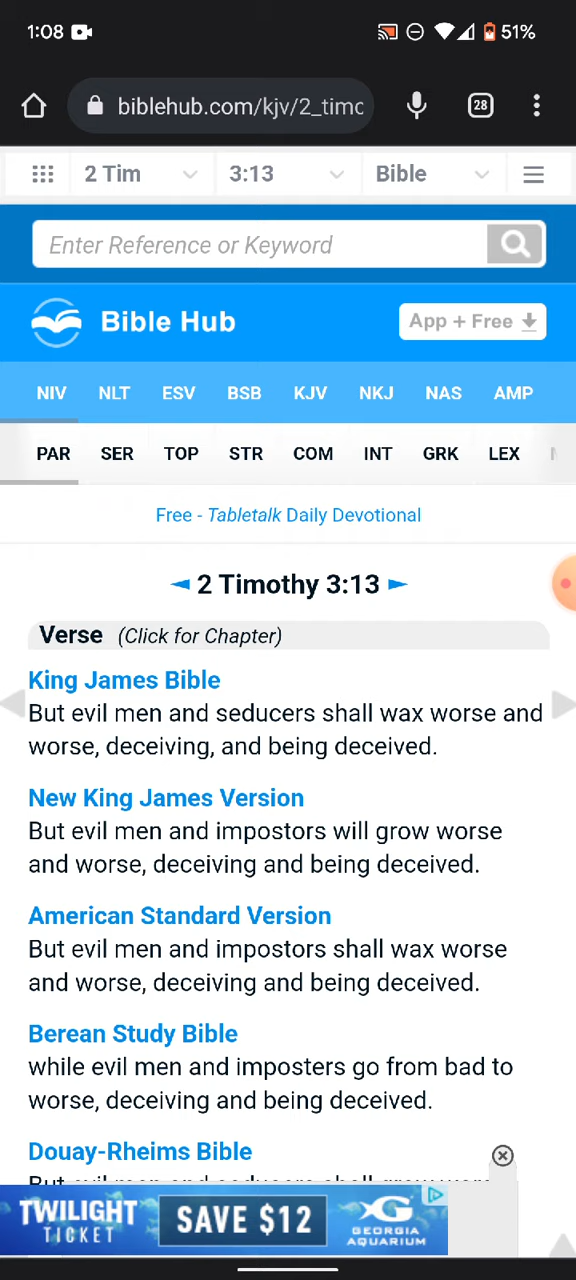 1:08 51%
biblehub.com/kjv/2_timo 28
2 Tim 3:13 Bible
Enter Reference or Keyword
Bible Hub App + Free
NIV NLT ESV BSB KJV NKJ NAS AMP
PAR SER TOP STR COM INT GRK LEX
Free - Tabletalk Daily Devotional
2 Timothy 3:13
Verse (Click for Chapter)
King James Bible
But evil men and seducers shall wax worse and
worse, deceiving, and being deceived.
New King James Version
But evil men and impostors will grow worse
and worse, deceiving and being deceived.
American Standard Version
But evil men and impostors shall wax worse
and worse, deceiving and being deceived.
Berean Study Bible
while evil men and imposters go from bad to
worse, deceiving and being deceived.
Douay-Rheims Bible
TWILIGHT
TICKET
SAVE $12
XG
GEORGIA
AQUARIUM